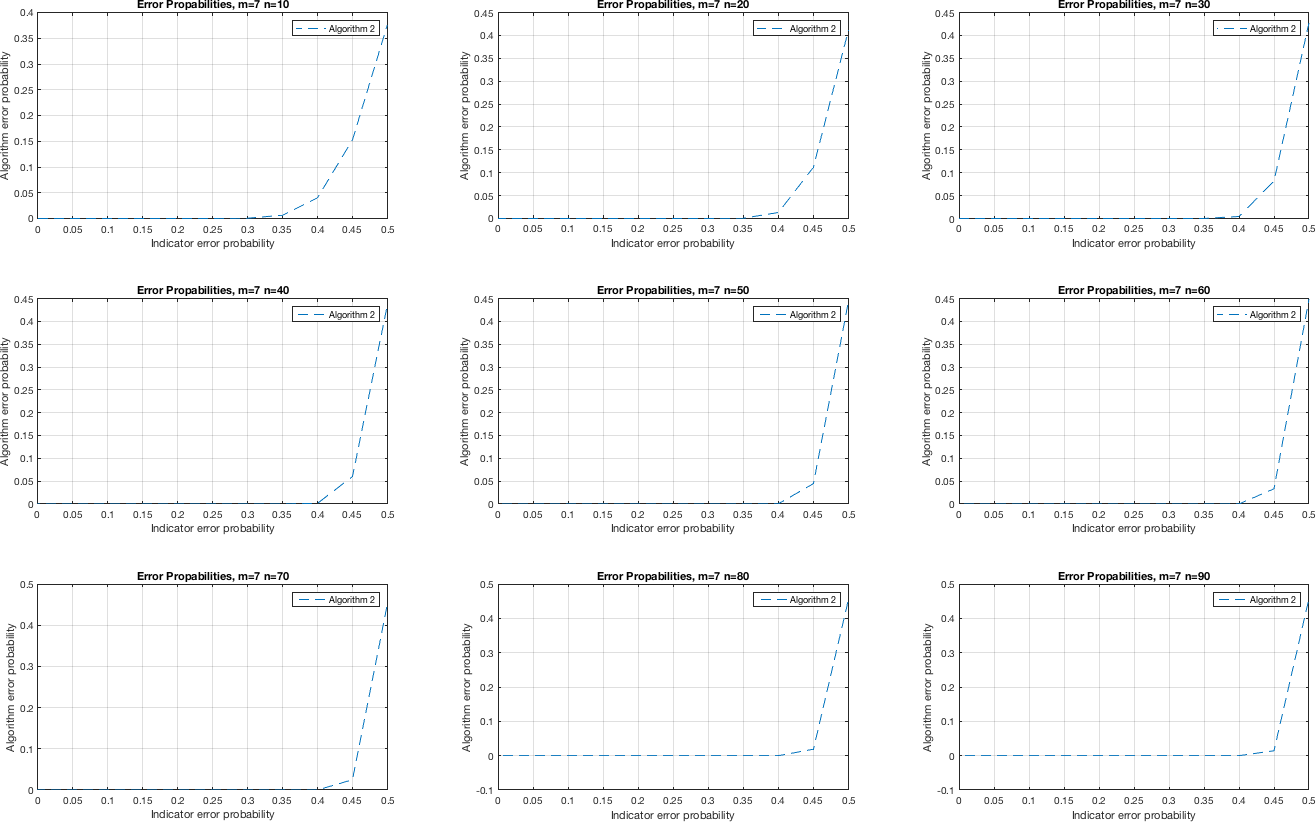 Error Propabilities, m=7 n=10
Algorithm 2
Algorithm error probability
0.4
0.35
0.3
0.25
0.2
0.15
0.1
0.05
0
0 0.05 0.1 0.15 0.2 0.25 0.3 0.35 0.4 0.45 0.5
Indicator error probability
Error Propabilities, m=7 n=20
Algorithm 2
Algorithm error probability
0.45
0.4
0.35
0.3
0.25
0.2
0.15
0.1
0.05
0
0 0.05 0.1 0.15 0.2 0.25 0.3 0.35 0.4 0.45 0.5
Indicator error probability
Error Propabilities, m=7 n=30
Algorithm 2
Algorithm error probability
0.45
0.4
0.35
0.3
0.25
0.2
0.15
0.1
0.05
0
0 0.05 0.1 0.15 0.2 0.25 0.3 0.35 0.4 0.45 0.5
Indicator error probability
Error Propabilities, m=7 n=40
Algorithm 2
Algorithm error probability
0.45
0.4
0.35
0.3
0.25
0.2
0.15
0.1
0.05
0
0 0.05 0.1 0.15 0.2 0.25 0.3 0.35 0.4 0.45 0.5
Indicator error probability
Error Propabilities, m=7 n=50
Algorithm 2
Algorithm error probability
0.45
0.4
0.35
0.3
0.25
0.2
0.15
0.1
0.05
0
0 0.05 0.1 0.15 0.2 0.25 0.3 0.35 0.4 0.45 0.5
Indicator error probability
Error Propabilities, m=7 n=60
Algorithm 2
Algorithm error probability
0.45
0.4
0.35
0.3
0.25
0.2
0.15
0.1
0.05
0
0 0.05 0.1 0.15 0.2 0.25 0.3 0.35 0.4 0.45 0.5
Indicator error probability
Error Propabilities, m=7 n=70
Algorithm 2
Algorithm error probability
0.5
0.4
0.3
0.2
0.1
0
0 0.05 0.1 0.15 0.2 0.25 0.3 0.35 0.4 0.45 0.5
Indicator error probability
Error Propabilities, m=7 n=80
Algorithm 2
Algorithm error probability
0.5
0.4
0.3
0.2
0.1
0
-0.1
0 0.05 0.1 0.15 0.2 0.25 0.3 0.35 0.4 0.45 0.5
Indicator error probability
Error Propabilities, m=7 n=90
Algorithm 2
Algorithm error probability
0.5
0.4
0.3
0.2
0.1
0
-0.1
0 0.05 0.1 0.15 0.2 0.25 0.3 0.35 0.4 0.45 0.5
Indicator error probability